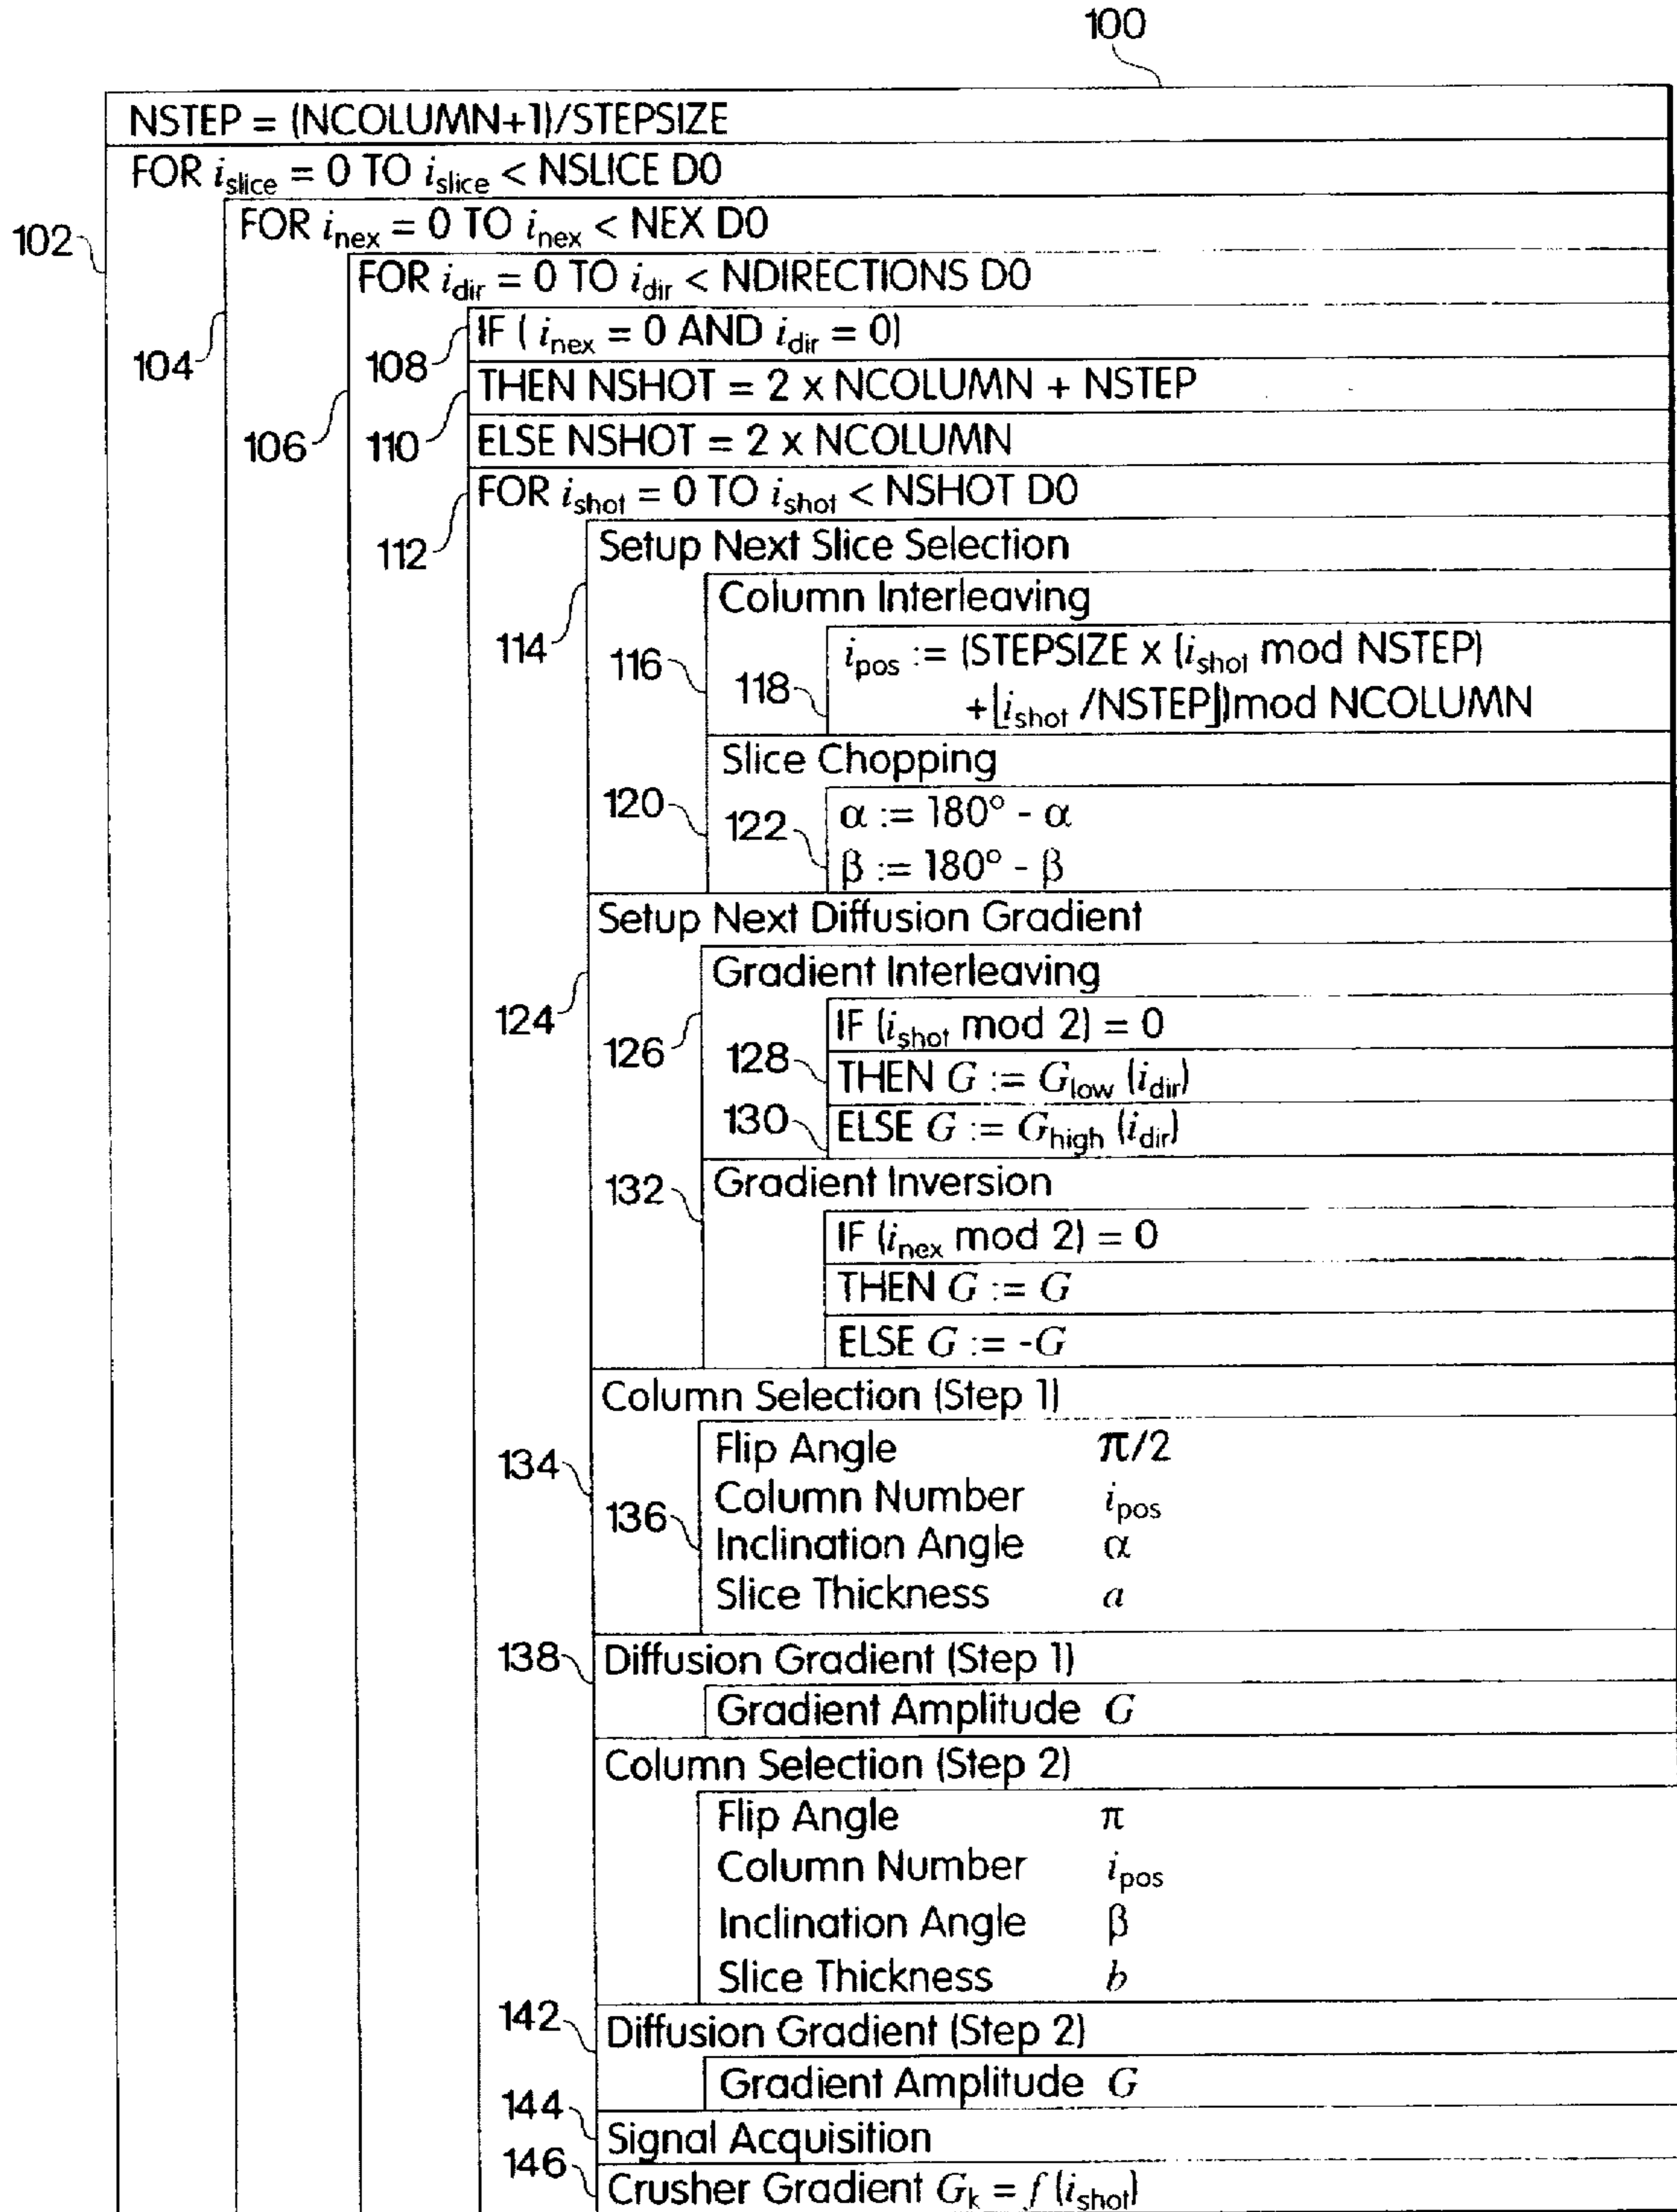 100
NSTEP = (NCOLUMN+1)/STEPSIZE
FOR i_slice = 0 TO i_slice < NSLICE DO
102
FOR i_nex = 0 TO i_nex < NEX DO
104
FOR i_dir = 0 TO i_dir < NDIRECTIONS DO
106
108
IF ( i_nex = 0 AND i_dir = 0)
110
THEN NSHOT = 2 x NCOLUMN + NSTEP
ELSE NSHOT = 2 x NCOLUMN
112
FOR i_shot = 0 TO i_shot < NSHOT DO
114
Setup Next Slice Selection
116
Column Interleaving
118
i_pos := (STEPSIZE x (i_shot mod NSTEP)
+⌊i_shot /NSTEP⌋)mod NCOLUMN
120
Slice Chopping
122
α := 180° - α
β := 180° - β
124
Setup Next Diffusion Gradient
126
Gradient Interleaving
IF (i_shot mod 2) = 0
128
THEN G := G_low (i_dir)
130
ELSE G := G_high (i_dir)
132
Gradient Inversion
IF (i_nex mod 2) = 0
THEN G := G
ELSE G := -G
134
Column Selection (Step 1)
136
Flip Angle π/2
Column Number i_pos
Inclination Angle α
Slice Thickness a
138
Diffusion Gradient (Step 1)
Gradient Amplitude G
Column Selection (Step 2)
Flip Angle π
Column Number i_pos
Inclination Angle β
Slice Thickness b
142
Diffusion Gradient (Step 2)
Gradient Amplitude G
144
Signal Acquisition
146
Crusher Gradient G_k = f (i_shot)